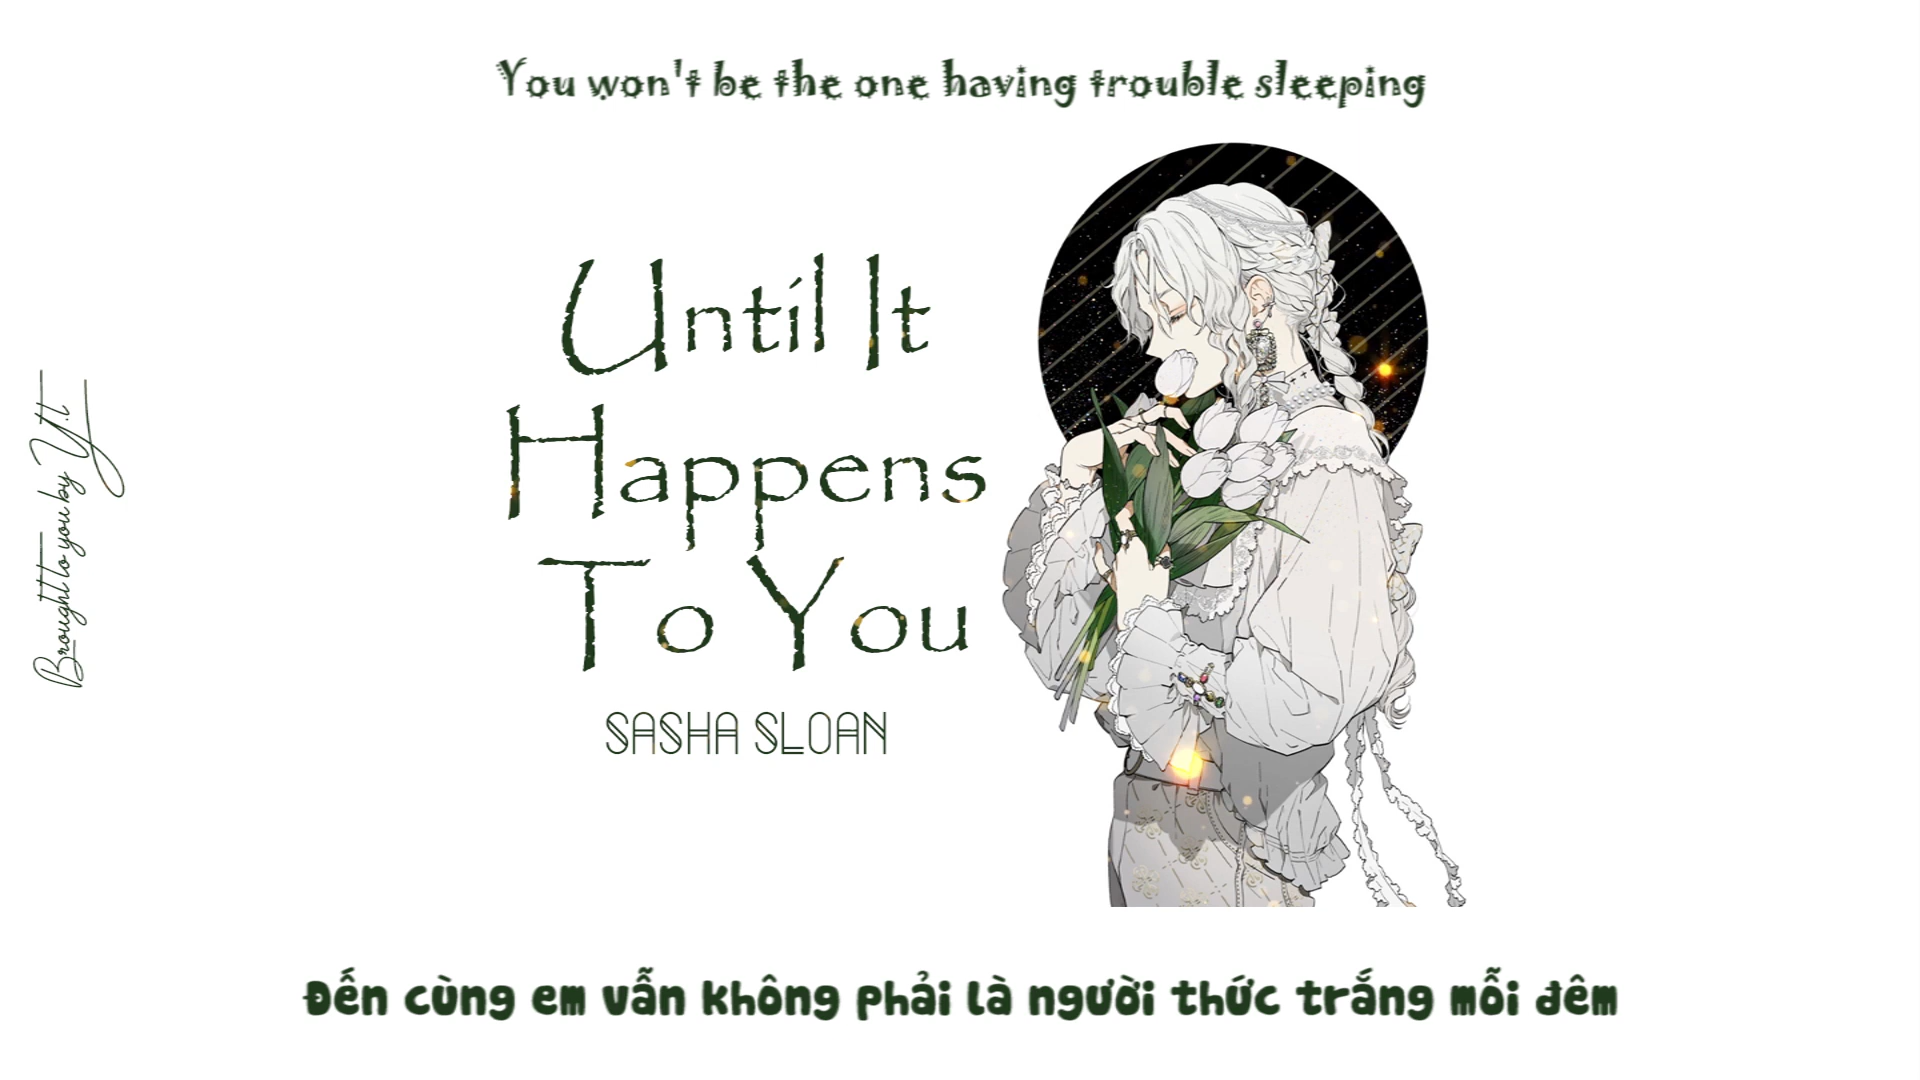 You won't be the one having trouble sleeping
Until It
Happens
To You
SASHA SLOAN
Brought to you by Y.t
Đến cùng em vẫn không phải là người thức trắng mỗi đêm